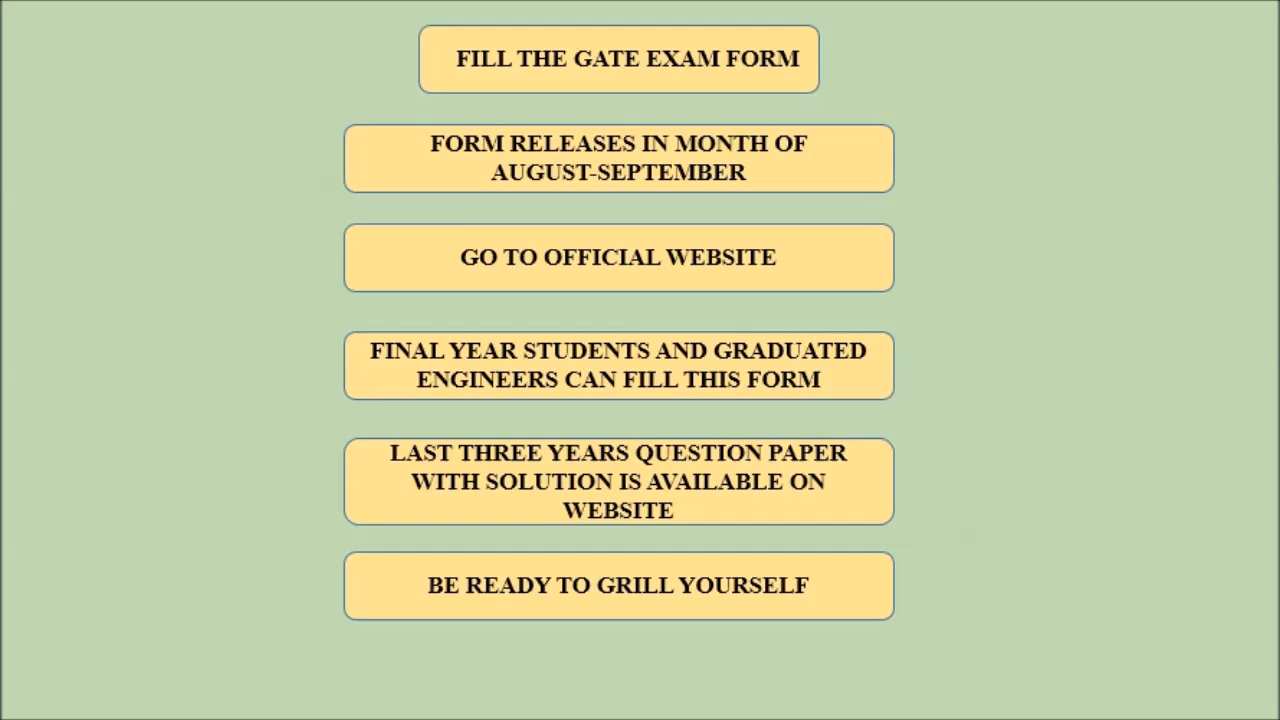 FILL THE GATE EXAM FORM
FORM RELEASES IN MONTH OF
AUGUST-SEPTEMBER
GO TO OFFICIAL WEBSITE
FINAL YEAR STUDENTS AND GRADUATED
ENGINEERS CAN FILL THIS FORM
LAST THREE YEARS QUESTION PAPER
WITH SOLUTION IS AVAILABLE ON
WEBSITE
BE READY TO GRILL YOURSELF